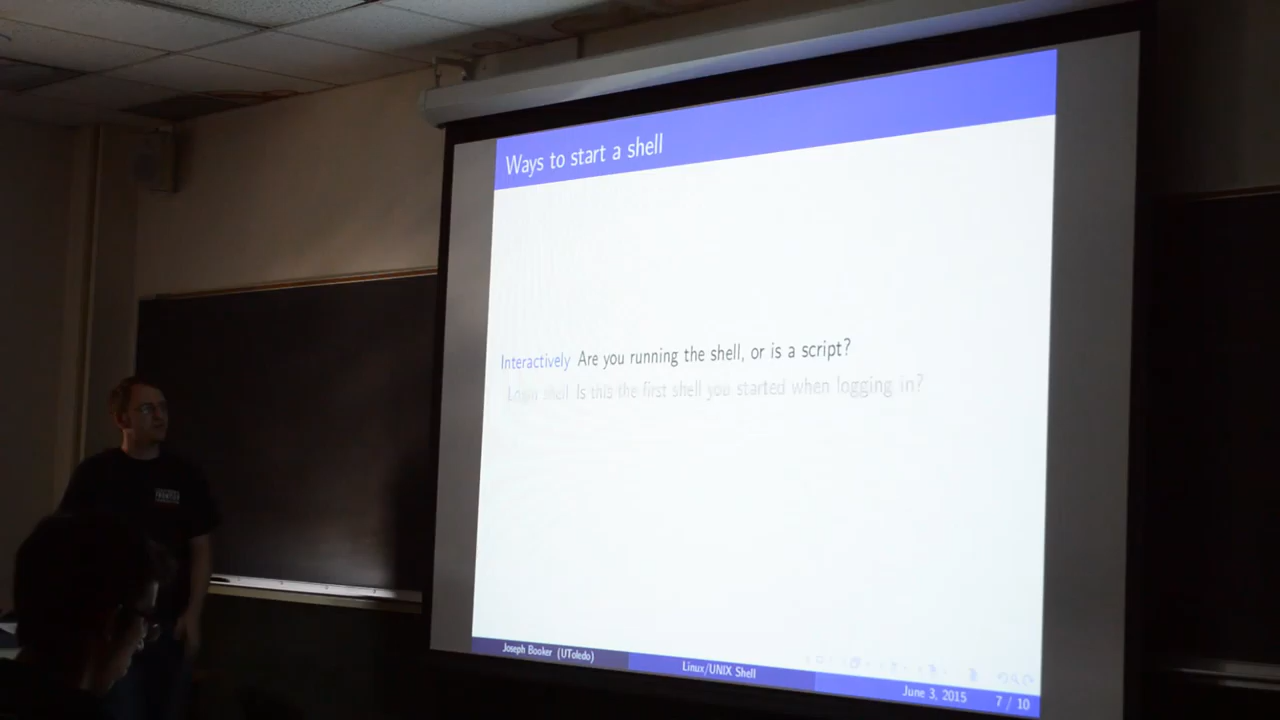 Ways to start a shell
Interactively Are you running the shell, or is a script?
Login shell Is this the first shell you started when logging in?
Joseph Booker (UToledo)
Linux/UNIX Shell
June 3, 2015
7 / 10